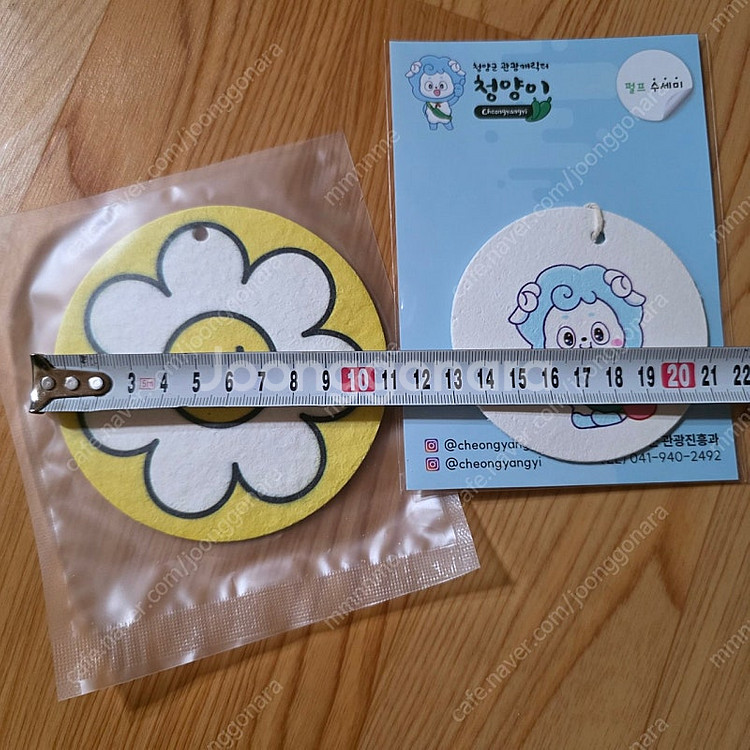 청양군 관광캐릭터
청양이
Cheongyangyi
펄프 수세미
3 4 5 6 7 8 9 10 11 12 13 14 15 16 17 18 19 20 21 22
5m
Joonggonara
@cheongyangyi
관광진흥과
@cheongyangyi
041-940-2492
cafe.naver.com/joonggonara